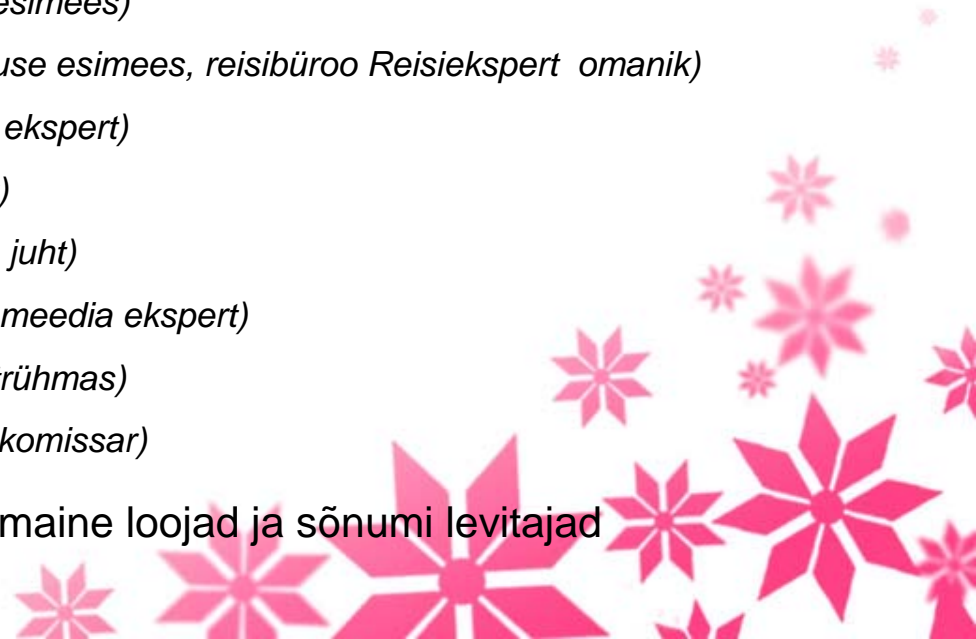 esimees)
use esimees, reisibüroo Reisiekspert omanik)
ekspert)
)
juht)
meedia ekspert)
rühmas)
komissar)
maine loojad ja sõnumi levitajad